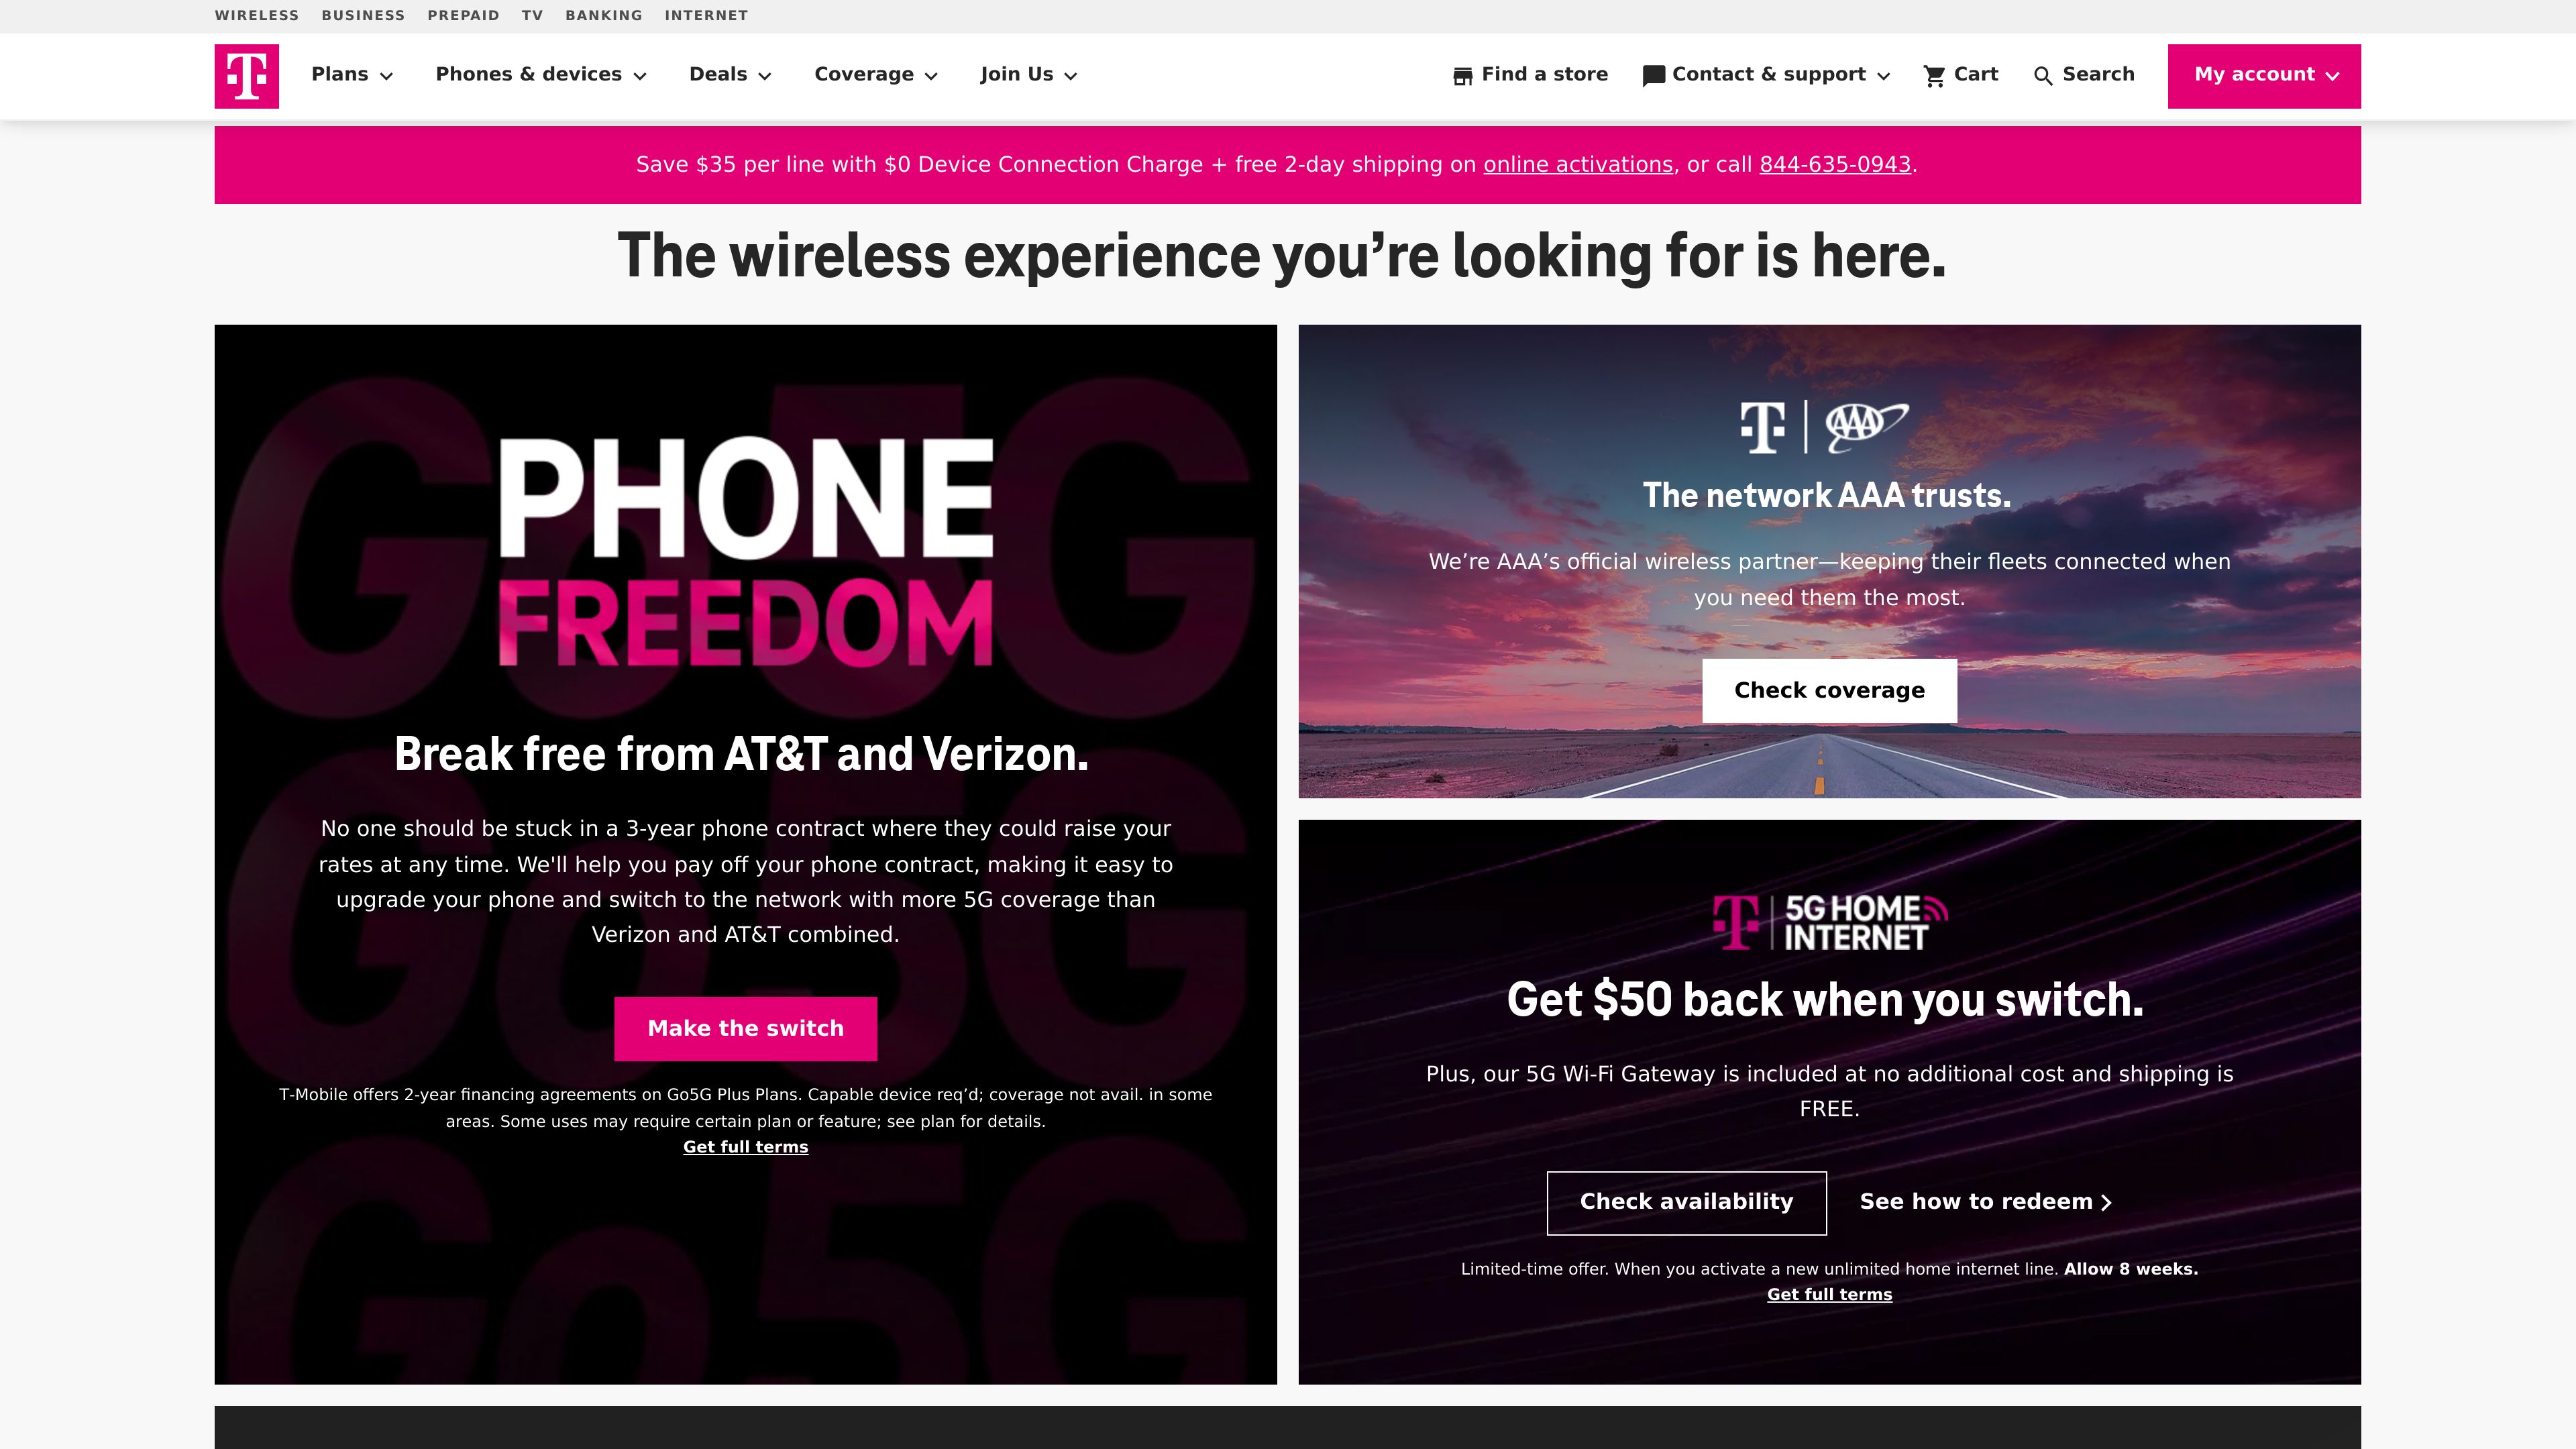 WIRELESS BUSINESS PREPAID TV BANKING INTERNET
T Plans Phones & devices Deals Coverage Join Us Find a store Contact & support Cart Search My account
Save $35 per line with $0 Device Connection Charge + free 2-day shipping on online activations, or call 844-635-0943.
The wireless experience you’re looking for is here.
Go5G
PHONE
FREEDOM
Break free from AT&T and Verizon.
Go5G
No one should be stuck in a 3-year phone contract where they could raise your
rates at any time. We'll help you pay off your phone contract, making it easy to
upgrade your phone and switch to the network with more 5G coverage than
Verizon and AT&T combined.
Make the switch
T-Mobile offers 2-year financing agreements on Go5G Plus Plans. Capable device req’d; coverage not avail. in some
areas. Some uses may require certain plan or feature; see plan for details.
Get full terms
Go5G
T | AAA
The network AAA trusts.
We’re AAA’s official wireless partner—keeping their fleets connected when
you need them the most.
Check coverage
T | 5G HOME
INTERNET
Get $50 back when you switch.
Plus, our 5G Wi-Fi Gateway is included at no additional cost and shipping is
FREE.
Check availability See how to redeem
Limited-time offer. When you activate a new unlimited home internet line. Allow 8 weeks.
Get full terms